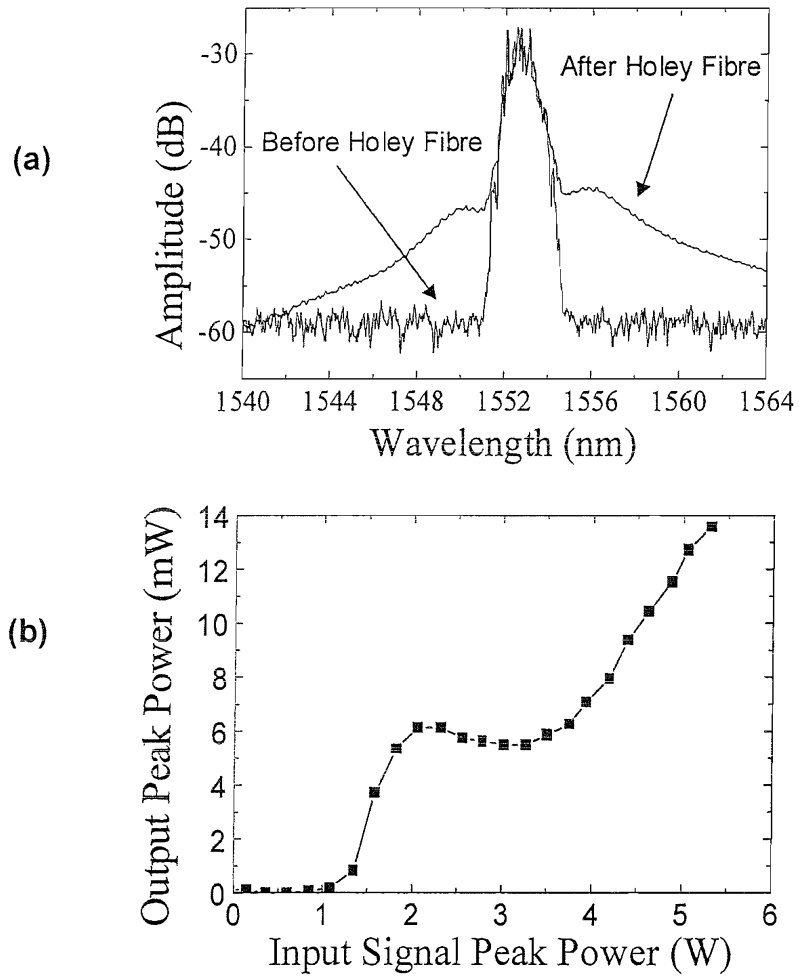 (a)
Amplitude (dB)
-30
-40
-50
-60
After Holey Fibre
Before Holey Fibre
1540 1544 1548 1552 1556 1560 1564
Wavelength (nm)
(b)
Output Peak Power (mW)
14
12
10
8
6
4
2
0
0 1 2 3 4 5 6
Input Signal Peak Power (W)